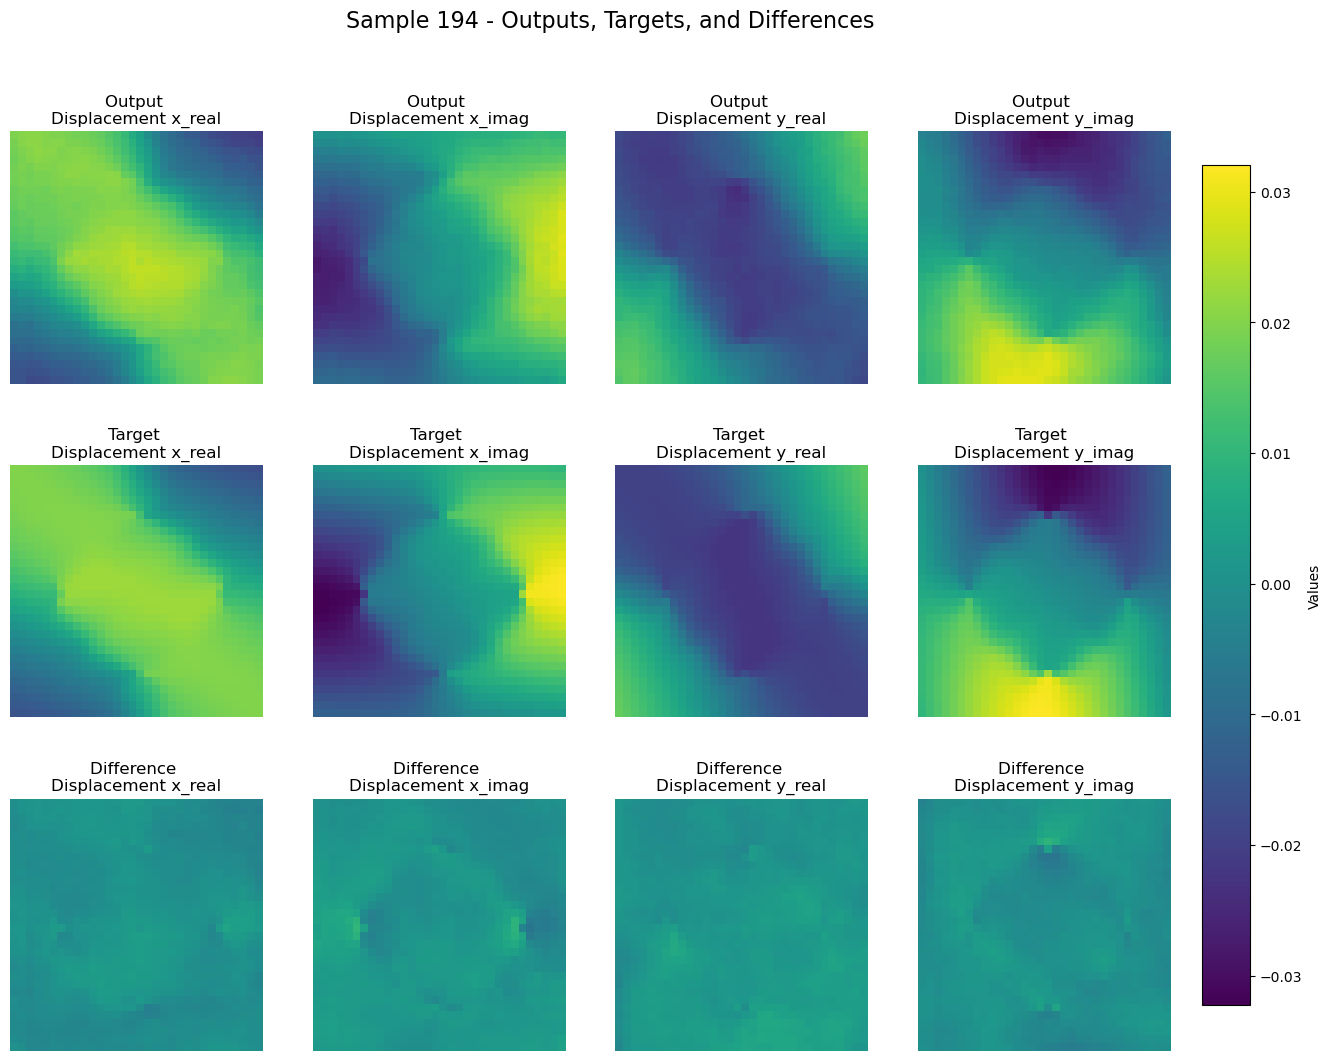 Sample 194 - Outputs, Targets, and Differences
Output
Displacement x_real
Output
Displacement x_imag
Output
Displacement y_real
Output
Displacement y_imag
Target
Displacement x_real
Target
Displacement x_imag
Target
Displacement y_real
Target
Displacement y_imag
Difference
Displacement x_real
Difference
Displacement x_imag
Difference
Displacement y_real
Difference
Displacement y_imag
0.03
0.02
0.01
0.00
−0.01
−0.02
−0.03
Values